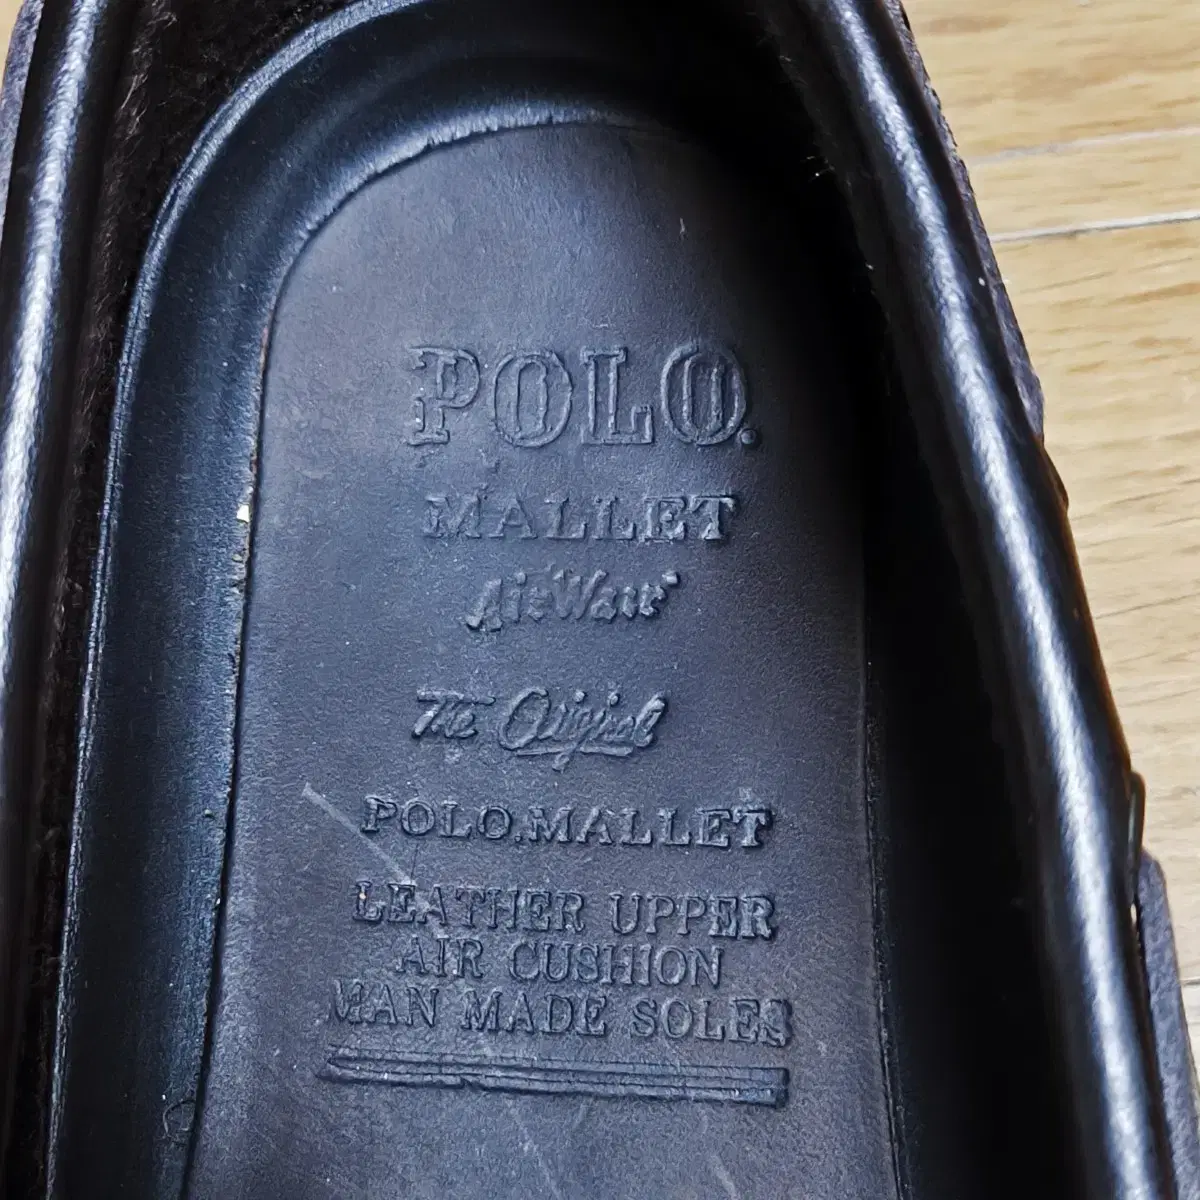 POLO.
MALLET
AirWair
The Original
POLO.MALLET
LEATHER UPPER
AIR CUSHION
MAN MADE SOLES